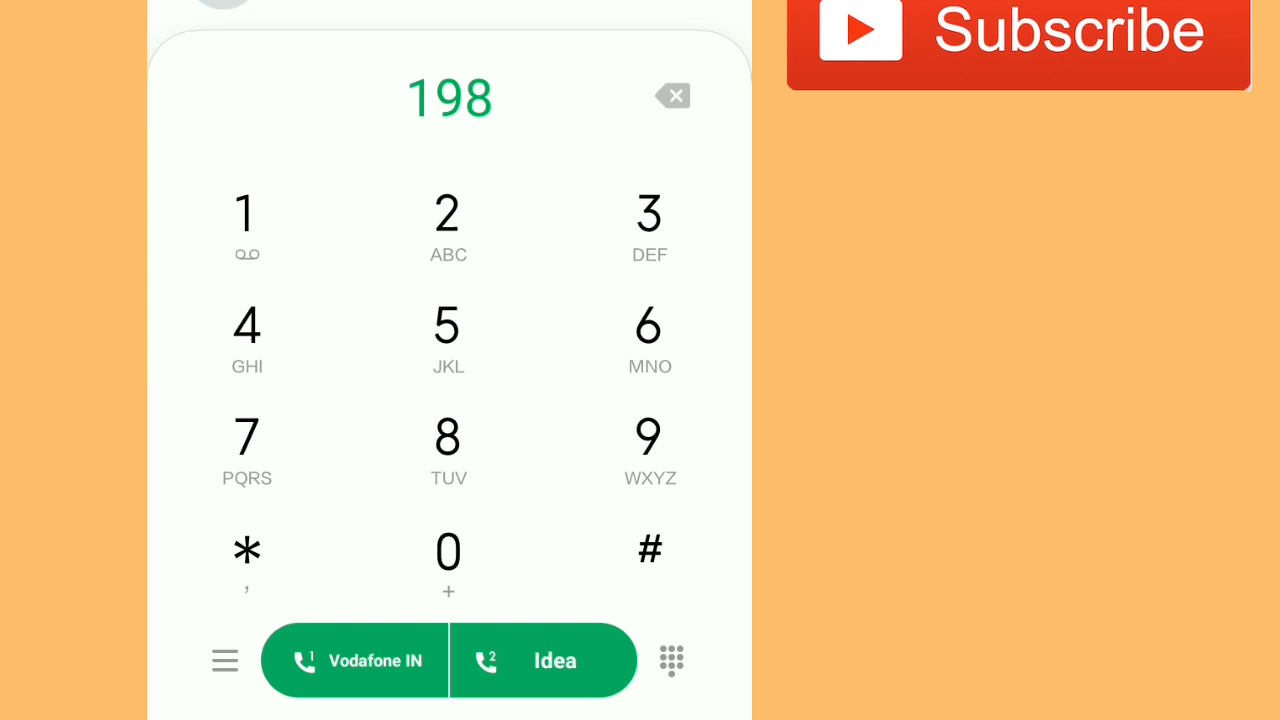 Subscribe
198
1 2 3
ABC DEF
4 5 6
GHI JKL MNO
7 8 9
PQRS TUV WXYZ
* 0 #
, +
1 Vodafone IN 2 Idea